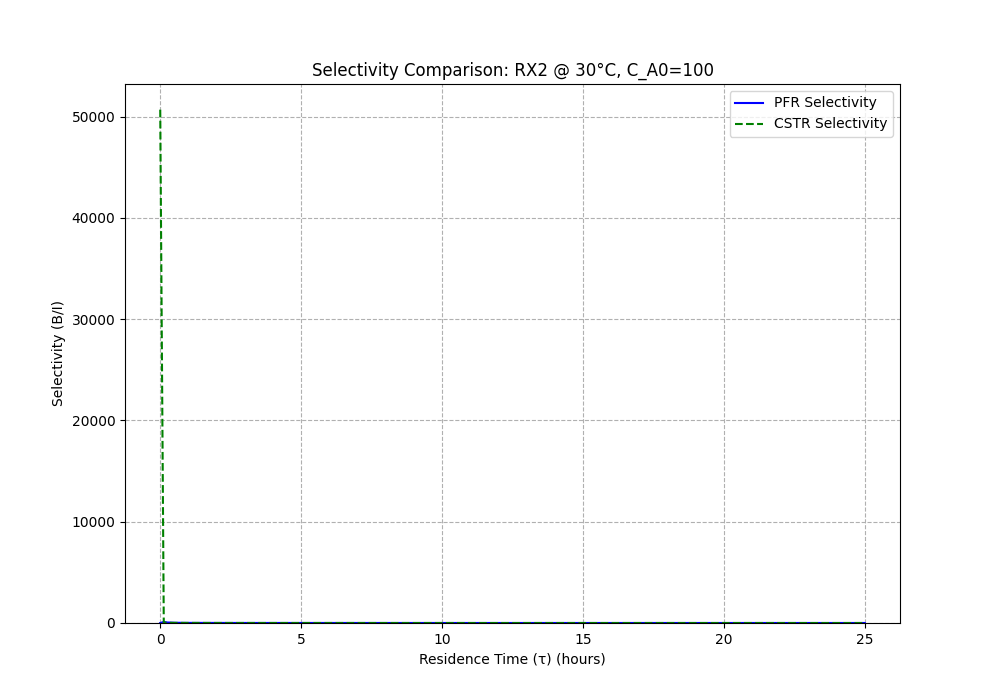 Selectivity Comparison: RX2 @ 30°C, C_A0=100
PFR Selectivity
CSTR Selectivity
Selectivity (B/I)
50000
40000
30000
20000
10000
0
0 5 10 15 20 25
Residence Time (τ) (hours)